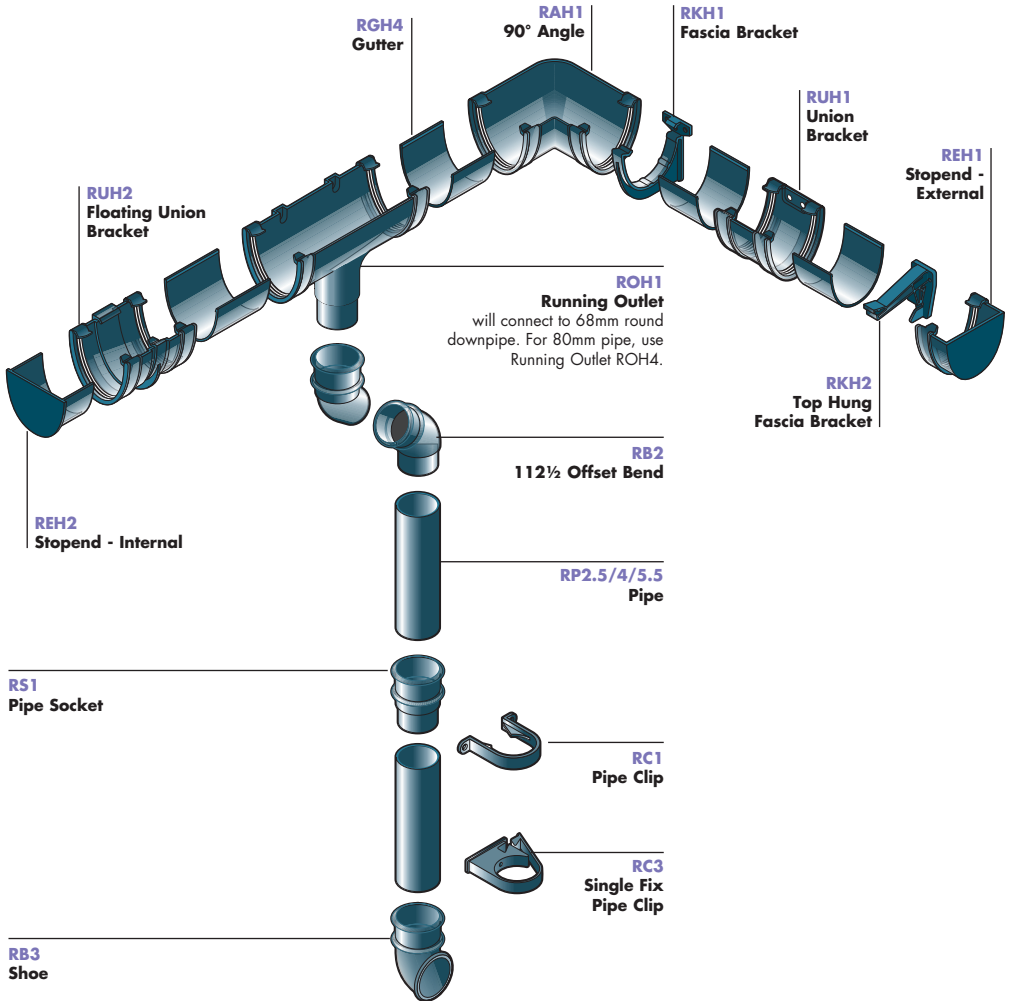 RGH4
Gutter
RAH1
90° Angle
RKH1
Fascia Bracket
RUH1
Union
Bracket
REH1
Stopend -
External
RUH2
Floating Union
Bracket
ROH1
Running Outlet
will connect to 68mm round
downpipe. For 80mm pipe, use
Running Outlet ROH4.
RKH2
Top Hung
Fascia Bracket
RB2
112½ Offset Bend
REH2
Stopend - Internal
RP2.5/4/5.5
Pipe
RS1
Pipe Socket
RC1
Pipe Clip
RC3
Single Fix
Pipe Clip
RB3
Shoe